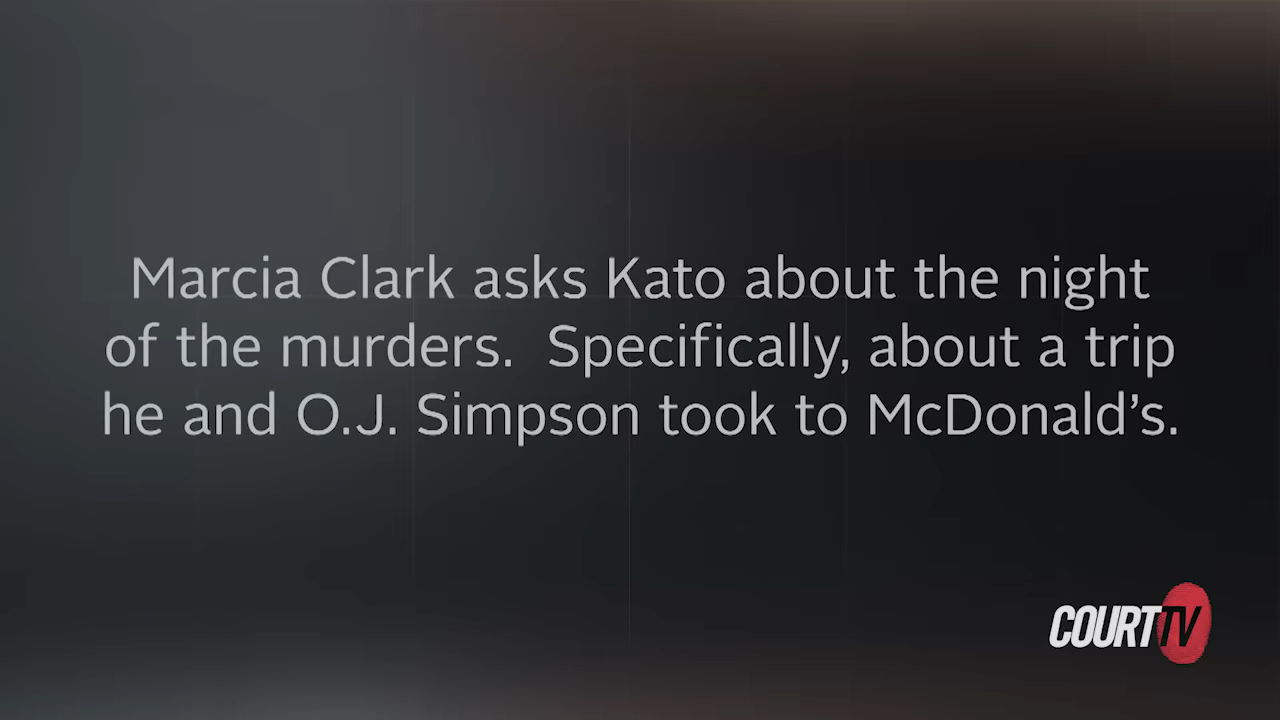 Marcia Clark asks Kato about the night
of the murders.  Specifically, about a trip
he and O.J. Simpson took to McDonald’s.
COURT TV